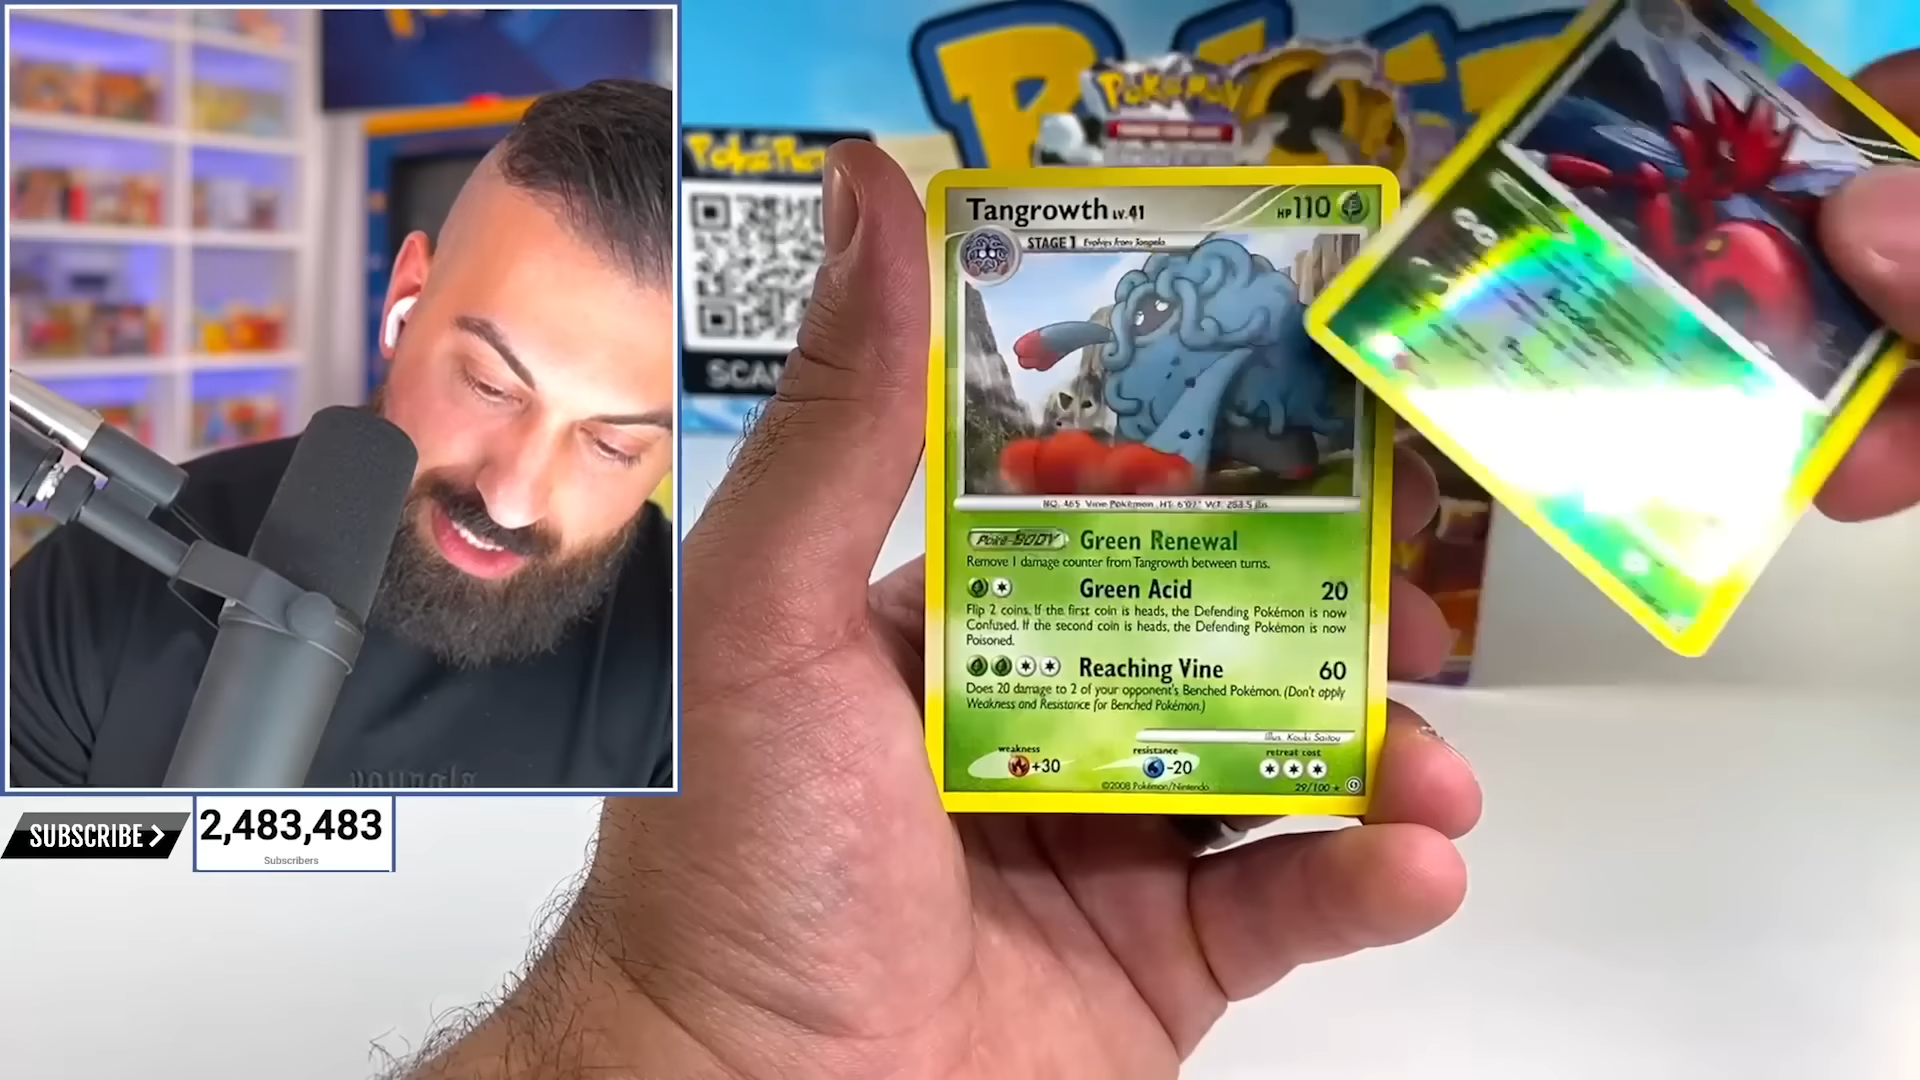 SUBSCRIBE
2,483,483
Subscribers
SCAN
POKéMON
Tangrowth LV.41 HP 110
STAGE 1 Evolves from Tangela
NO. 465 Vine Pokémon HT: 6'07" WT: 283.5 lbs.
Poké-BODY Green Renewal
Remove 1 damage counter from Tangrowth between turns.
Green Acid 20
Flip 2 coins. If the first coin is heads, the Defending Pokémon is now
Confused. If the second coin is heads, the Defending Pokémon is now
Poisoned.
Reaching Vine 60
Does 20 damage to 2 of your opponent's Benched Pokémon. (Don't apply
Weakness and Resistance for Benched Pokémon.)
Illus. Kouki Saitou
weakness resistance retreat cost
+30 -20
©2008 Pokémon/Nintendo 29/100 ★